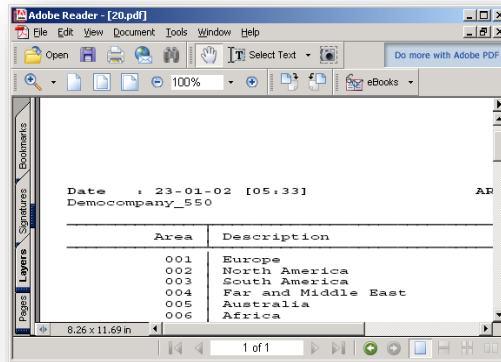 Adobe Reader - [20.pdf]
File Edit View Document Tools Window Help
Open Select Text Do more with Adobe PDF
100% eBooks
Bookmarks
Signatures
Layers
Pages
Date : 23-01-02 [05:33] AR
Democompany_550
Area Description
001 Europe
002 North America
003 South America
004 Far and Middle East
005 Australia
006 Africa
8.26 x 11.69 in
1 of 1